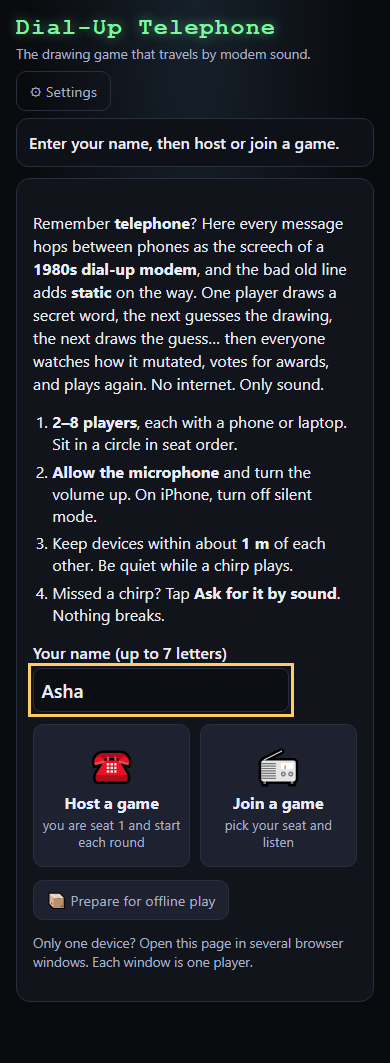 Dial-Up Telephone
The drawing game that travels by modem sound.
⚙ Settings
Enter your name, then host or join a game.
Remember telephone? Here every message
hops between phones as the screech of a
1980s dial-up modem, and the bad old line
adds static on the way. One player draws a
secret word, the next guesses the drawing,
the next draws the guess... then everyone
watches how it mutated, votes for awards,
and plays again. No internet. Only sound.
1. 2–8 players, each with a phone or laptop.
Sit in a circle in seat order.
2. Allow the microphone and turn the
volume up. On iPhone, turn off silent
mode.
3. Keep devices within about 1 m of each
other. Be quiet while a chirp plays.
4. Missed a chirp? Tap Ask for it by sound.
Nothing breaks.
Your name (up to 7 letters)
Asha
Host a game
you are seat 1 and start
each round
Join a game
pick your seat and
listen
Prepare for offline play
Only one device? Open this page in several browser
windows. Each window is one player.